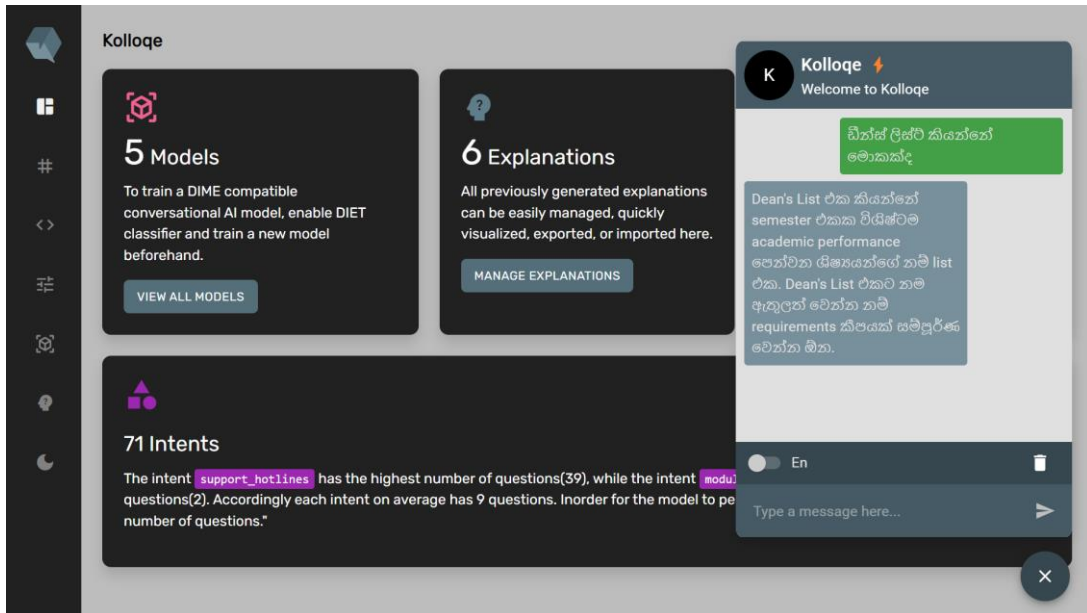 Kolloqe
5 Models
To train a DIME compatible
conversational AI model, enable DIET
classifier and train a new model
beforehand.
VIEW ALL MODELS
6 Explanations
All previously generated explanations
can be easily managed, quickly
visualized, exported, or imported here.
MANAGE EXPLANATIONS
71 Intents
The intent support_hotlines has the highest number of questions(39), while the intent
questions(2). Accordingly each intent on average has 9 questions. Inorder for the model to
number of questions."
K
Kolloqe
Welcome to Kolloqe
ඩීන්ස් ලිස්ට් කියන්නේ
මොකක්ද
Dean's List එක කියන්නේ
semester එකක විශිෂ්ටම
academic performance
පෙන්වන ශිෂ්‍යයන්ගේ නම් list
එක. Dean's List එකට නම
ඇතුලත් වෙන්න නම්
requirements කීපයක් සම්පූර්ණ
වෙන්න ඕන.
En
Type a message here...